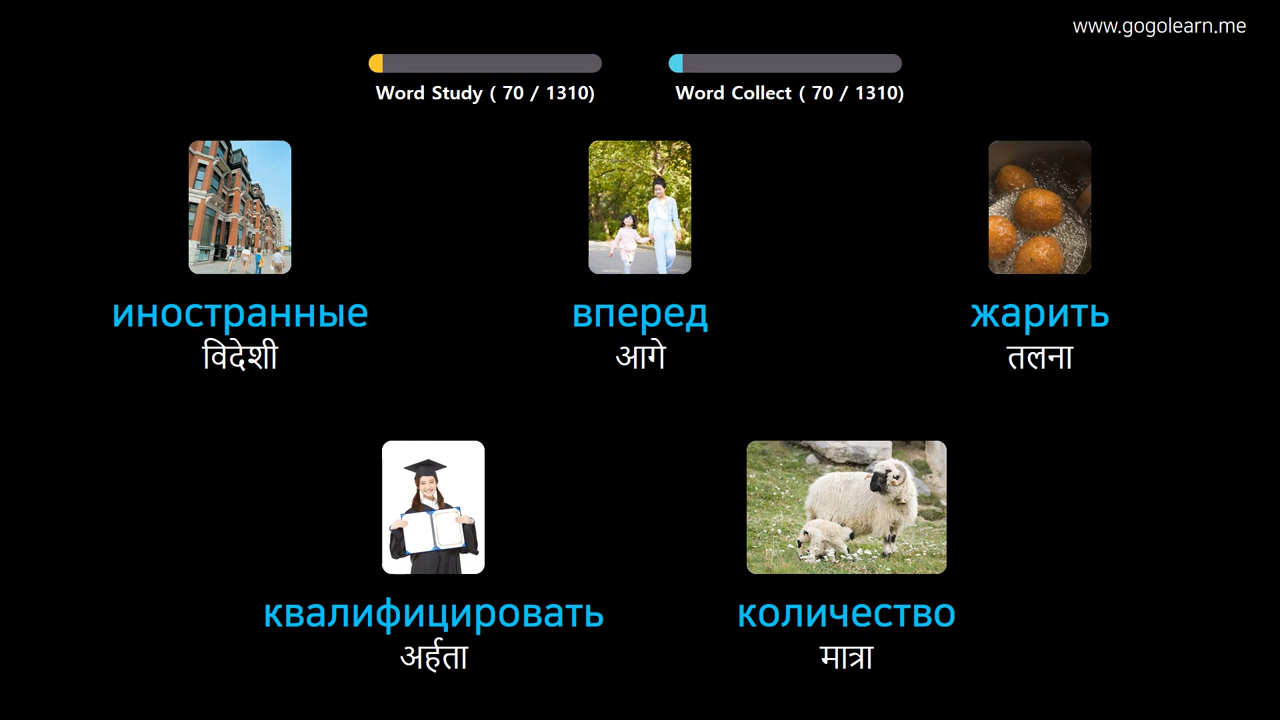 www.gogolearn.me
Word Study ( 70 / 1310)
Word Collect ( 70 / 1310)
иностранные
विदेशी
вперед
आगे
жарить
तलना
квалифицировать
अर्हता
количество
मात्रा